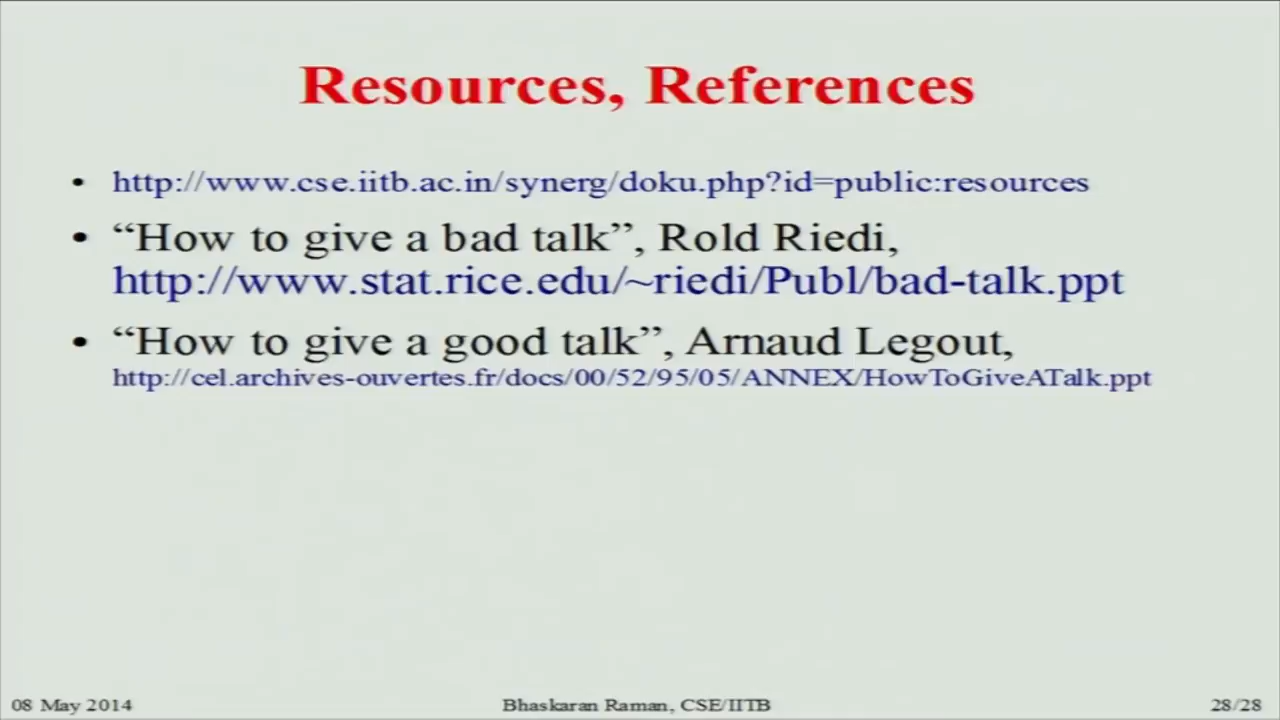 Resources, References
• http://www.cse.iitb.ac.in/synerg/doku.php?id=public:resources
• “How to give a bad talk”, Rold Riedi,
http://www.stat.rice.edu/~riedi/Publ/bad-talk.ppt
• “How to give a good talk”, Arnaud Legout,
http://cel.archives-ouvertes.fr/docs/00/52/95/05/ANNEX/HowToGiveATalk.ppt
08 May 2014
Bhaskaran Raman, CSE/IITB
28/28